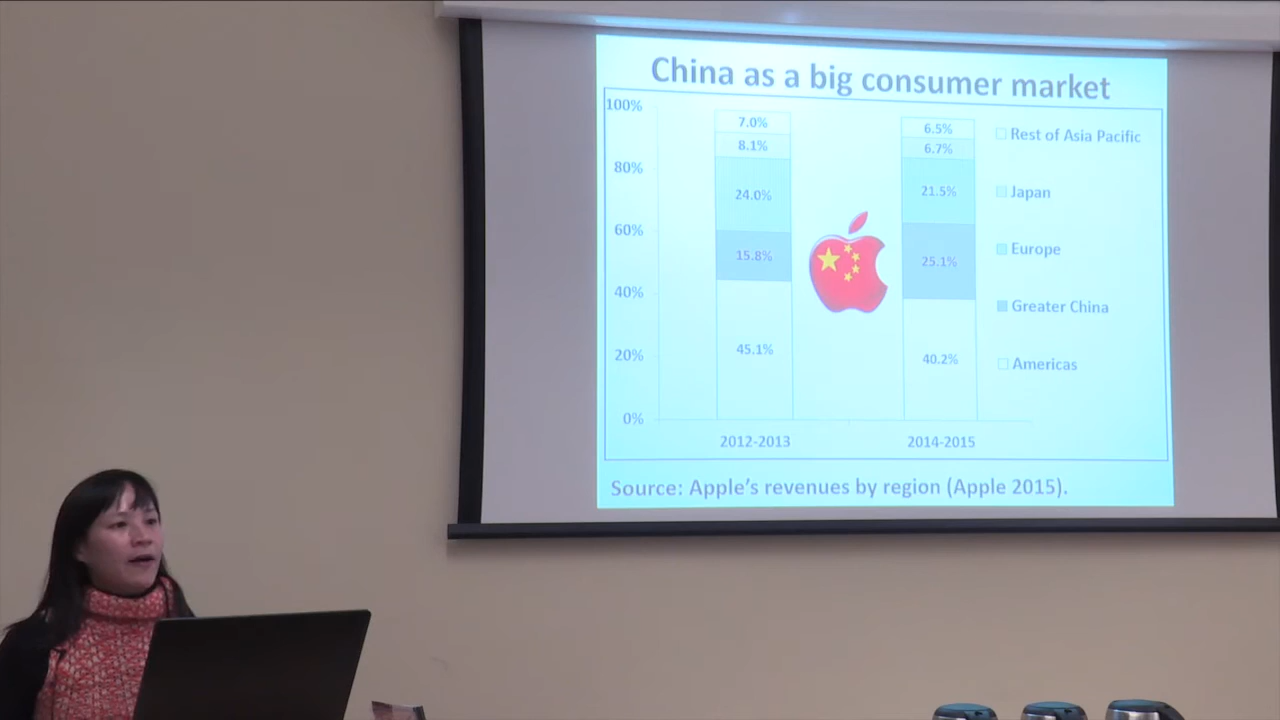 China as a big consumer market
100%
80%
60%
40%
20%
0%
7.0%
8.1%
24.0%
15.8%
45.1%
6.5%
6.7%
21.5%
25.1%
40.2%
Rest of Asia Pacific
Japan
Europe
Greater China
Americas
2012-2013
2014-2015
Source: Apple's revenues by region (Apple 2015).